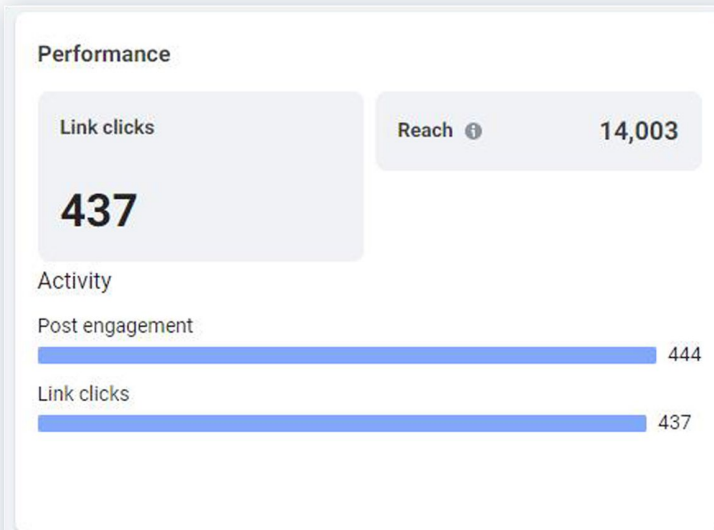 Performance
Link clicks
437
Reach
14,003
Activity
Post engagement
444
Link clicks
437